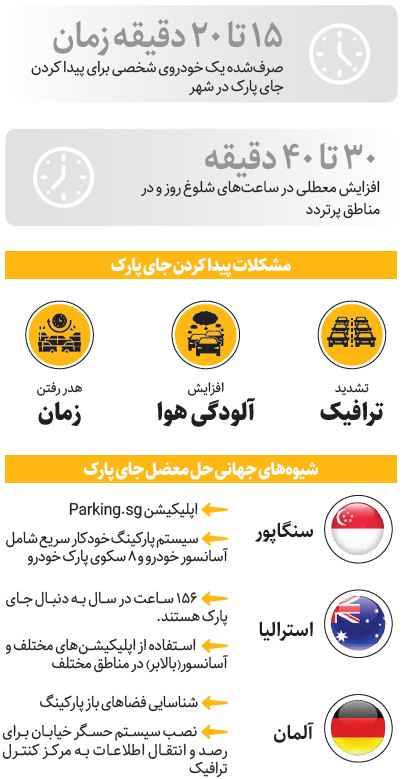 ۱۵ تا ۲۰ دقیقه زمان
صرف‌شده یک خودروی شخصی برای پیدا کردن
جای پارک در شهر
۳۰ تا ۴۰ دقیقه
افزایش معطلی در ساعت‌های شلوغ روز و در
مناطق پرتردد
مشکلات پیدا کردن جای پارک
تشدید
ترافیک
افزایش
آلودگی هوا
هدر رفتن
زمان
شیوه‌های جهانی حل معضل جای پارک
سنگاپور
اپلیکیشن Parking.sg
سیستم پارکینگ خودکار سریع شامل
آسانسور خودرو و ۸ سکوی پارک خودرو
استرالیا
۱۵۶ ساعت در سال به دنبال جای
پارک هستند.
استفاده از اپلیکیشن‌های مختلف و
آسانسور(بالابر) در مناطق مختلف
آلمان
شناسایی فضاهای باز پارکینگ
نصب سیستم حسگر خیابان برای
رصد و انتقال اطلاعات به مرکز کنترل
ترافیک